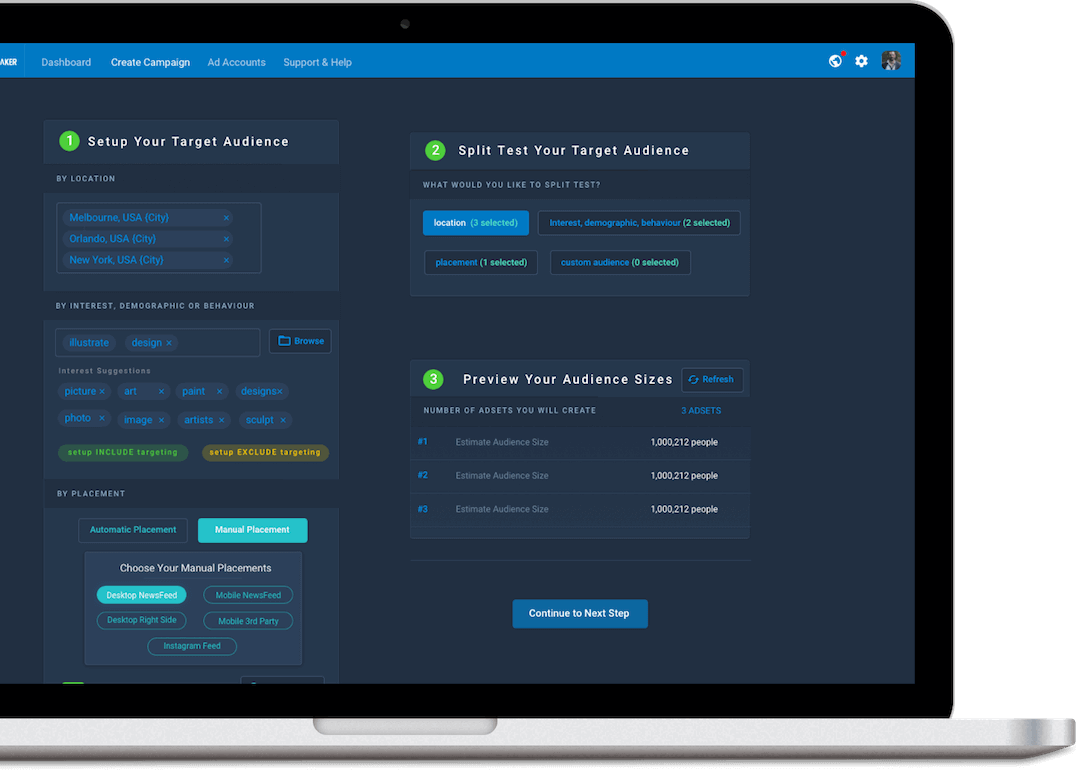 AKER Dashboard Create Campaign Ad Accounts Support & Help
1 Setup Your Target Audience
BY LOCATION
Melbourne, USA {City} ×
Orlando, USA {City} ×
New York, USA {City} ×
BY INTEREST, DEMOGRAPHIC OR BEHAVIOUR
illustrate design × Browse
Interest Suggestions
picture × art × paint × designs×
photo × image × artists × sculpt ×
setup INCLUDE targeting setup EXCLUDE targeting
BY PLACEMENT
Automatic Placement Manual Placement
Choose Your Manual Placements
Desktop NewsFeed Mobile NewsFeed
Desktop Right Side Mobile 3rd Party
Instagram Feed
2 Split Test Your Target Audience
WHAT WOULD YOU LIKE TO SPLIT TEST?
location (3 selected) Interest, demographic, behaviour (2 selected)
placement (1 selected) custom audience (0 selected)
3 Preview Your Audience Sizes Refresh
NUMBER OF ADSETS YOU WILL CREATE 3 ADSETS
#1 Estimate Audience Size 1,000,212 people
#2 Estimate Audience Size 1,000,212 people
#3 Estimate Audience Size 1,000,212 people
Continue to Next Step